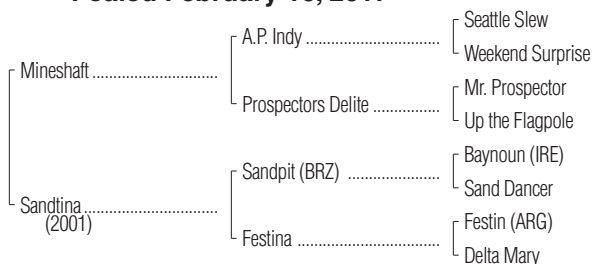 Foaled February 10, 2017
Seattle Slew
A.P. Indy
Weekend Surprise
Mineshaft
Mr. Prospector
Prospectors Delite
Up the Flagpole
Baynoun (IRE)
Sandpit (BRZ)
Sand Dancer
Sandtina
(2001)
Festin (ARG)
Festina
Delta Mary